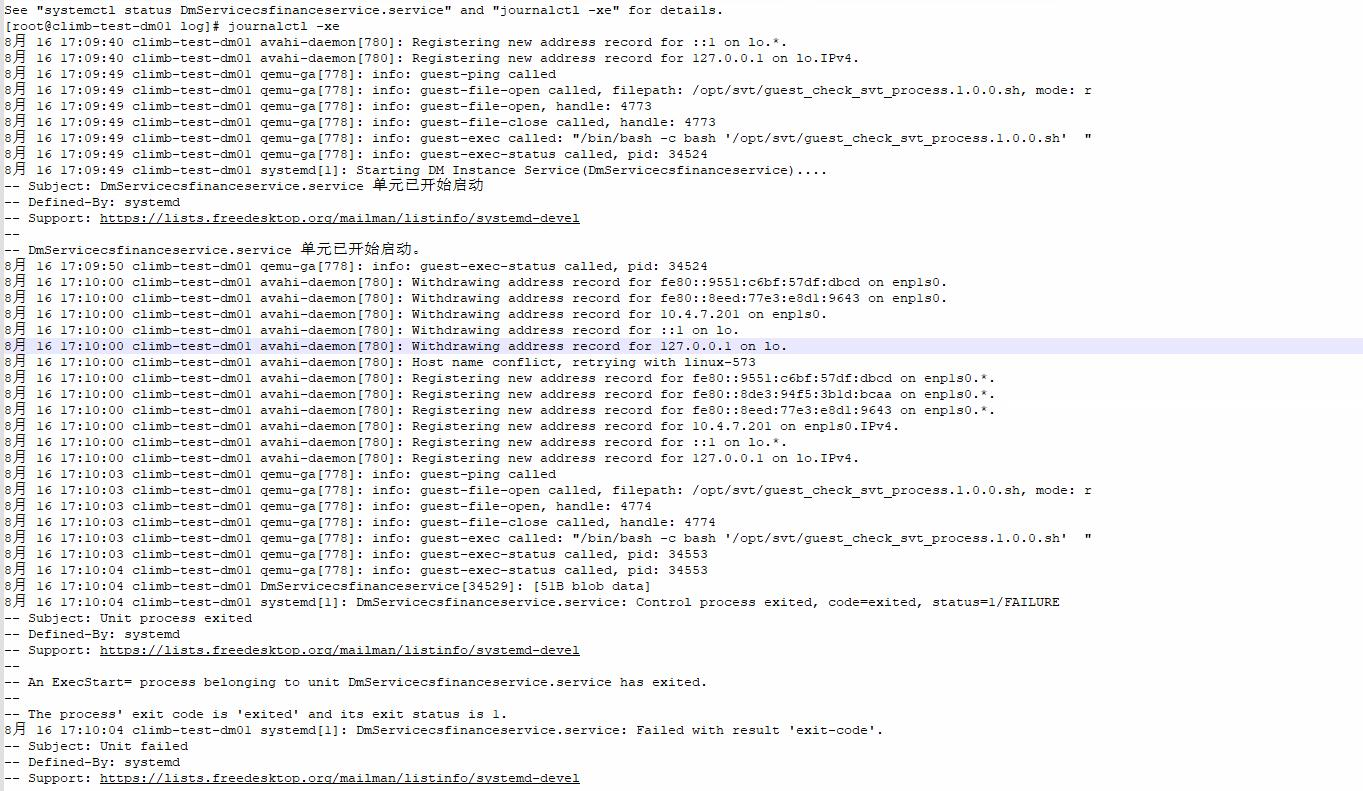 See "systemctl status DmServicecsfinanceservice.service" and "journalctl -xe" for details.
[root@climb-test-dm01 log]# journalctl -xe
8月 16 17:09:40 climb-test-dm01 avahi-daemon[780]: Registering new address record for ::1 on lo.*.
8月 16 17:09:40 climb-test-dm01 avahi-daemon[780]: Registering new address record for 127.0.0.1 on lo.IPv4.
8月 16 17:09:49 climb-test-dm01 qemu-ga[778]: info: guest-ping called
8月 16 17:09:49 climb-test-dm01 qemu-ga[778]: info: guest-file-open called, filepath: /opt/svt/guest_check_svt_process.1.0.0.sh, mode: r
8月 16 17:09:49 climb-test-dm01 qemu-ga[778]: info: guest-file-open, handle: 4773
8月 16 17:09:49 climb-test-dm01 qemu-ga[778]: info: guest-file-close called, handle: 4773
8月 16 17:09:49 climb-test-dm01 qemu-ga[778]: info: guest-exec called: "/bin/bash -c bash '/opt/svt/guest_check_svt_process.1.0.0.sh'  "
8月 16 17:09:49 climb-test-dm01 qemu-ga[778]: info: guest-exec-status called, pid: 34524
8月 16 17:09:49 climb-test-dm01 systemd[1]: Starting DM Instance Service(DmServicecsfinanceservice)....
-- Subject: DmServicecsfinanceservice.service 单元已开始启动
-- Defined-By: systemd
-- Support: https://lists.freedesktop.org/mailman/listinfo/systemd-devel
--
-- DmServicecsfinanceservice.service 单元已开始启动。
8月 16 17:09:50 climb-test-dm01 qemu-ga[778]: info: guest-exec-status called, pid: 34524
8月 16 17:10:00 climb-test-dm01 avahi-daemon[780]: Withdrawing address record for fe80::9551:c6bf:57df:dbcd on enp1s0.
8月 16 17:10:00 climb-test-dm01 avahi-daemon[780]: Withdrawing address record for fe80::8eed:77e3:e8d1:9643 on enp1s0.
8月 16 17:10:00 climb-test-dm01 avahi-daemon[780]: Withdrawing address record for 10.4.7.201 on enp1s0.
8月 16 17:10:00 climb-test-dm01 avahi-daemon[780]: Withdrawing address record for ::1 on lo.
8月 16 17:10:00 climb-test-dm01 avahi-daemon[780]: Withdrawing address record for 127.0.0.1 on lo.
8月 16 17:10:00 climb-test-dm01 avahi-daemon[780]: Host name conflict, retrying with linux-573
8月 16 17:10:00 climb-test-dm01 avahi-daemon[780]: Registering new address record for fe80::9551:c6bf:57df:dbcd on enp1s0.*.
8月 16 17:10:00 climb-test-dm01 avahi-daemon[780]: Registering new address record for fe80::8de3:94f5:3b1d:bcaa on enp1s0.*.
8月 16 17:10:00 climb-test-dm01 avahi-daemon[780]: Registering new address record for fe80::8eed:77e3:e8d1:9643 on enp1s0.*.
8月 16 17:10:00 climb-test-dm01 avahi-daemon[780]: Registering new address record for 10.4.7.201 on enp1s0.IPv4.
8月 16 17:10:00 climb-test-dm01 avahi-daemon[780]: Registering new address record for ::1 on lo.*.
8月 16 17:10:00 climb-test-dm01 avahi-daemon[780]: Registering new address record for 127.0.0.1 on lo.IPv4.
8月 16 17:10:03 climb-test-dm01 qemu-ga[778]: info: guest-ping called
8月 16 17:10:03 climb-test-dm01 qemu-ga[778]: info: guest-file-open called, filepath: /opt/svt/guest_check_svt_process.1.0.0.sh, mode: r
8月 16 17:10:03 climb-test-dm01 qemu-ga[778]: info: guest-file-open, handle: 4774
8月 16 17:10:03 climb-test-dm01 qemu-ga[778]: info: guest-file-close called, handle: 4774
8月 16 17:10:03 climb-test-dm01 qemu-ga[778]: info: guest-exec called: "/bin/bash -c bash '/opt/svt/guest_check_svt_process.1.0.0.sh'  "
8月 16 17:10:03 climb-test-dm01 qemu-ga[778]: info: guest-exec-status called, pid: 34553
8月 16 17:10:04 climb-test-dm01 qemu-ga[778]: info: guest-exec-status called, pid: 34553
8月 16 17:10:04 climb-test-dm01 DmServicecsfinanceservice[34529]: [51B blob data]
8月 16 17:10:04 climb-test-dm01 systemd[1]: DmServicecsfinanceservice.service: Control process exited, code=exited, status=1/FAILURE
-- Subject: Unit process exited
-- Defined-By: systemd
-- Support: https://lists.freedesktop.org/mailman/listinfo/systemd-devel
--
-- An ExecStart= process belonging to unit DmServicecsfinanceservice.service has exited.
--
-- The process' exit code is 'exited' and its exit status is 1.
8月 16 17:10:04 climb-test-dm01 systemd[1]: DmServicecsfinanceservice.service: Failed with result 'exit-code'.
-- Subject: Unit failed
-- Defined-By: systemd
-- Support: https://lists.freedesktop.org/mailman/listinfo/systemd-devel